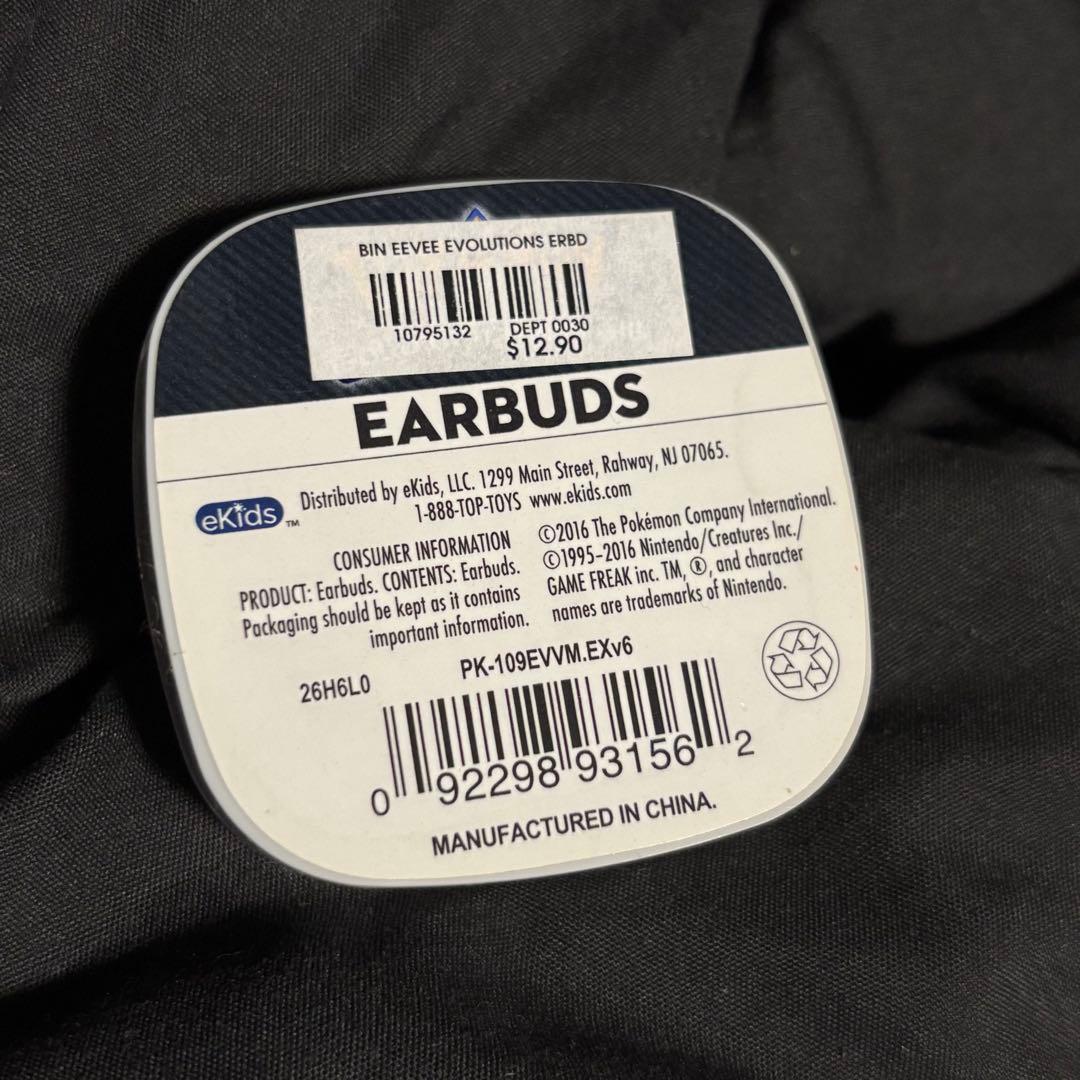 BIN EEVEE EVOLUTIONS ERBD
10795132 DEPT 0030
$12.90
EARBUDS
eKids™
Distributed by eKids, LLC. 1299 Main Street, Rahway, NJ 07065.
1-888-TOP-TOYS www.ekids.com
CONSUMER INFORMATION
PRODUCT: Earbuds. CONTENTS: Earbuds.
Packaging should be kept as it contains
important information.
©2016 The Pokémon Company International.
©1995–2016 Nintendo/Creatures Inc./
GAME FREAK inc. TM, ®, and character
names are trademarks of Nintendo.
26H6L0
PK-109EVVM.EXv6
0 92298 93156 2
MANUFACTURED IN CHINA.